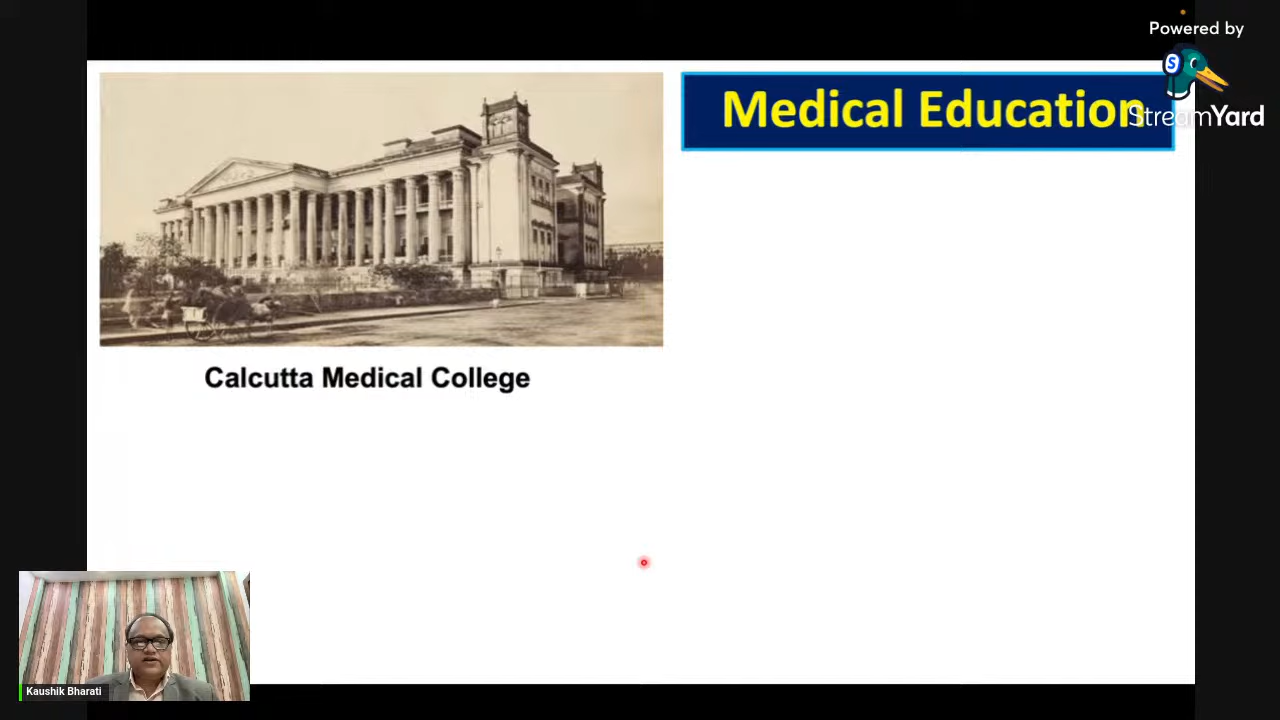 Powered by
StreamYard
Medical Education
Calcutta Medical College
Kaushik Bharati